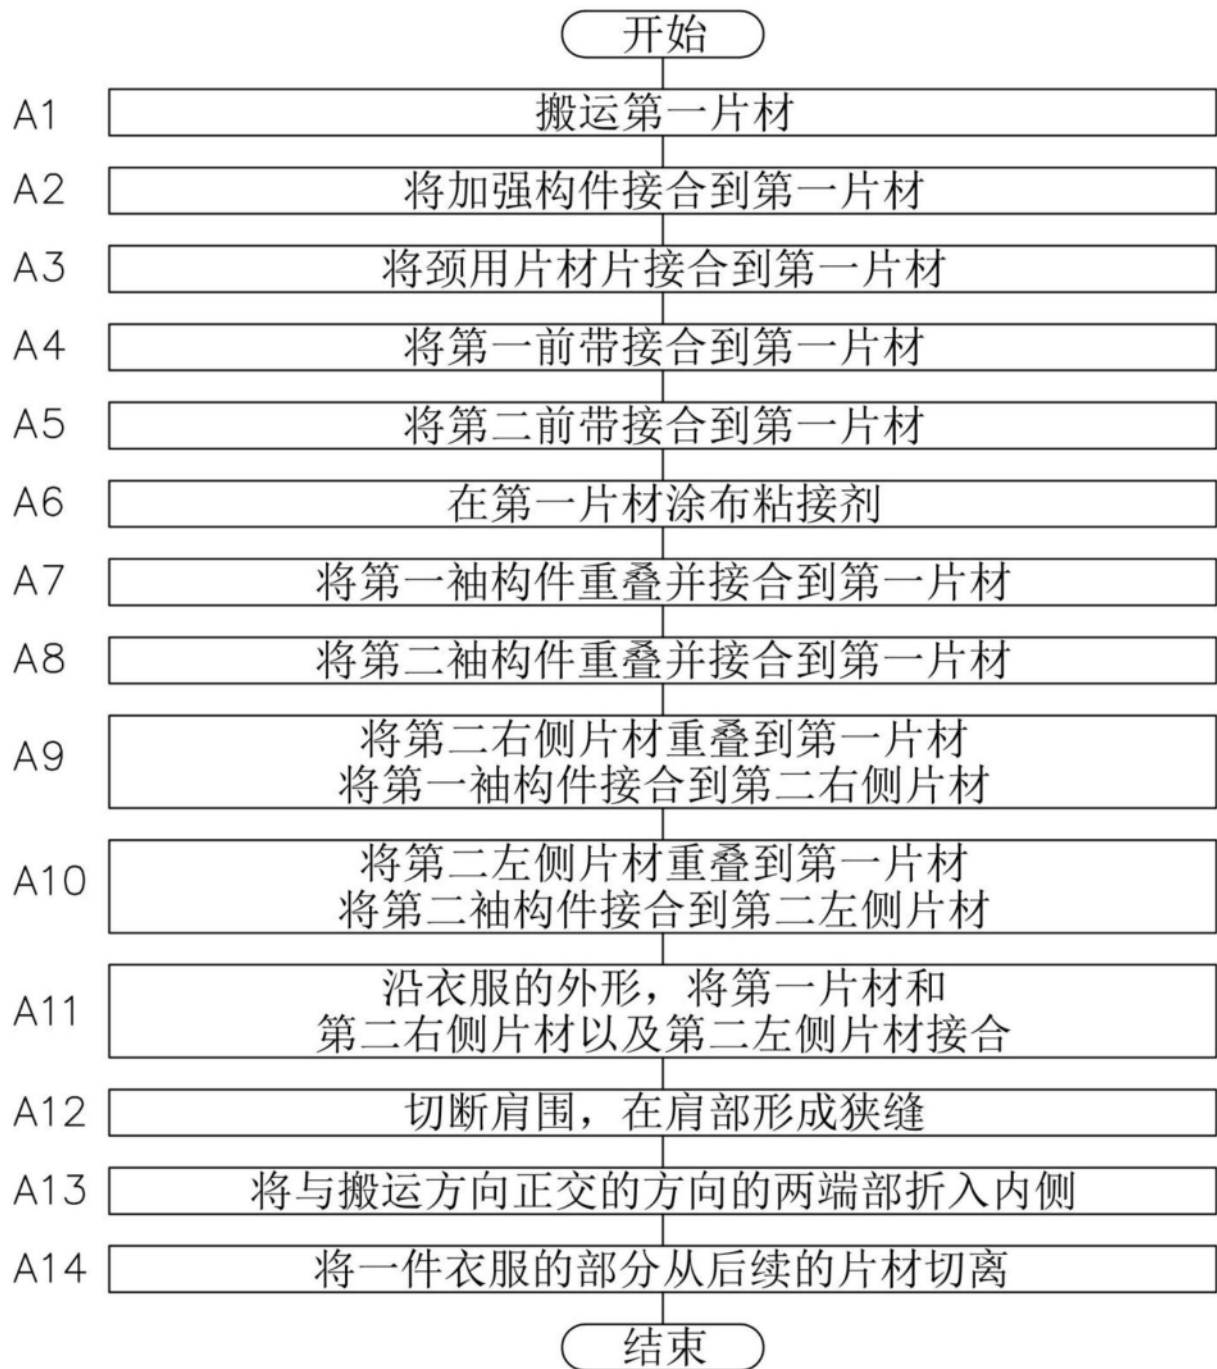 开始
A1 搬运第一片材
A2 将加强构件接合到第一片材
A3 将颈用片材片接合到第一片材
A4 将第一前带接合到第一片材
A5 将第二前带接合到第一片材
A6 在第一片材涂布粘接剂
A7 将第一袖构件重叠并接合到第一片材
A8 将第二袖构件重叠并接合到第一片材
A9 将第二右侧片材重叠到第一片材
将第一袖构件接合到第二右侧片材
A10 将第二左侧片材重叠到第一片材
将第二袖构件接合到第二左侧片材
A11 沿衣服的外形，将第一片材和
第二右侧片材以及第二左侧片材接合
A12 切断肩围，在肩部形成狭缝
A13 将与搬运方向正交的方向的两端部折入内侧
A14 将一件衣服的部分从后续的片材切离
结束